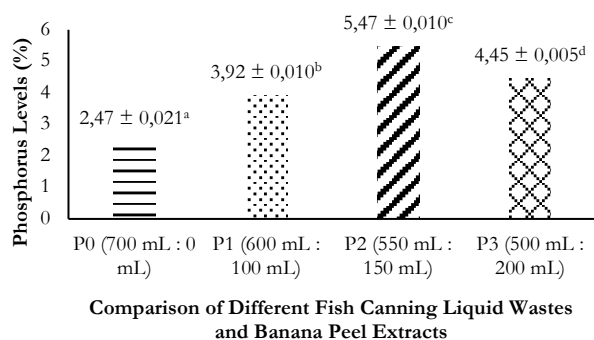 Phosphorus Levels (%)
6
5
4
3
2
1
0
2,47 ± 0,021ᵃ
3,92 ± 0,010ᵇ
5,47 ± 0,010ᶜ
4,45 ± 0,005ᵈ
P0 (700 mL : 0
mL)
P1 (600 mL :
100 mL)
P2 (550 mL :
150 mL)
P3 (500 mL :
200 mL)
Comparison of Different Fish Canning Liquid Wastes
and Banana Peel Extracts